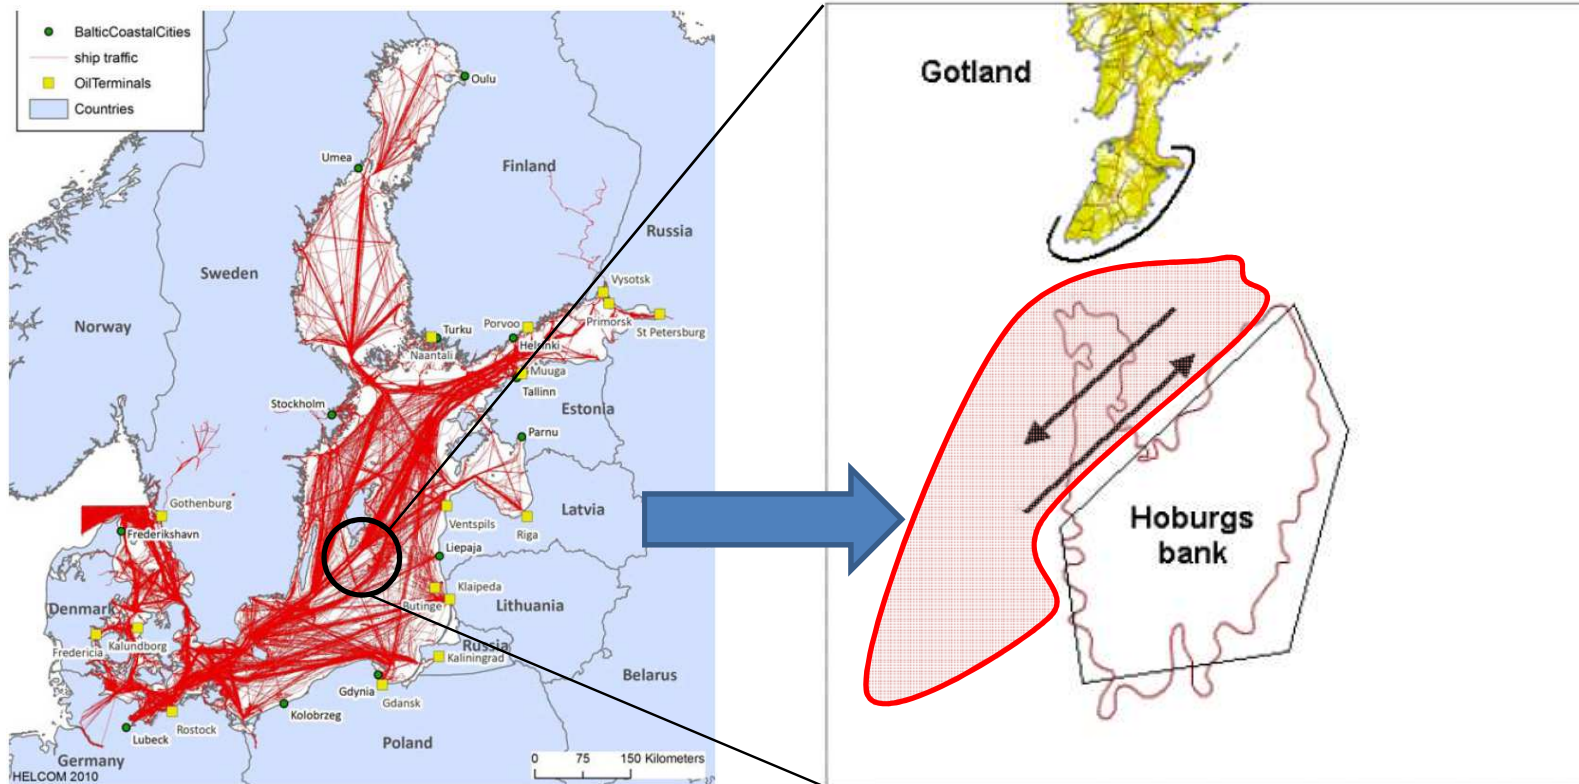 BalticCoastalCities
ship traffic
OilTerminals
Countries
Oulu
Umea
Finland
Russia
Sweden
Norway
Vysotsk
Primorsk
St Petersburg
Porvoo
Turku
Naantali
Helsinki
Muuga
Tallinn
Stockholm
Estonia
Parnu
Gothenburg
Frederikshavn
Latvia
Ventspils
Riga
Liepaja
Klaipeda
Butinge
Lithuania
Denmark
Kalundborg
Fredericia
Russia
Kaliningrad
Belarus
Gdynia
Gdansk
Kolobrzeg
Rostock
Lubeck
Poland
Germany
HELCOM 2010
0 75 150 Kilometers
Gotland
Hoburgs
bank